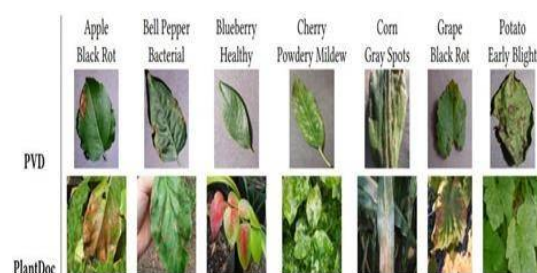 Apple Bell Pepper Blueberry Cherry Corn Grape Potato
Black Rot Bacterial Healthy Powdery Mildew Gray Spots Black Rot Early Blight
PVD
PlantDoc